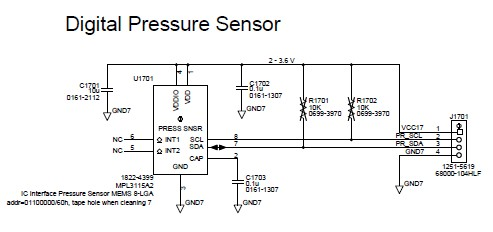 Digital Pressure Sensor
2 - 3.6 V
C1701
10u
0161-2112
GND7
U1701
4
1
VDDIO
VDD
C1702
0.1u
0161-1307
GND7
R1701
10K
0699-3970
R1702
10K
0699-3970
J1701
PRESS SNSR
NC 6 INT1
NC 5 INT2
SCL 8
SDA 7
CAP 2
GND
3
VCC17 1
PR_SCL 2
PR_SDA 3
GND7 4
1251-5619
68000-104HLF
GND7
1822-4399
MPL3115A2
IC Interface Pressure Sensor MEMS 8-LGA
addr=01100000/60h, tape hole when cleaning 7
GND7
C1703
0.1u
0161-1307
GND7